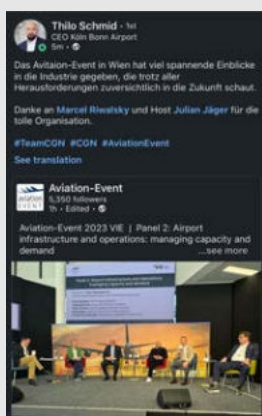 Thilo Schmid · 1st
CEO Köln Bonn Airport
5m ·
Das Avitaion-Event in Wien hat viel spannende Einblicke
in die Industrie gegeben, die trotz aller
Herausforderungen zuversichtlich in die Zukunft schaut.
Danke an Marcel Riwalsky und Host Julian Jäger für die
tolle Organisation.
#TeamCGN #CGN #AviationEvent
See translation
aviation
EVENT
Aviation-Event
5,350 followers
1h · Edited ·
Aviation-Event 2023 VIE | Panel 2: Airport
infrastructure and operations: managing capacity and
demand
...see more